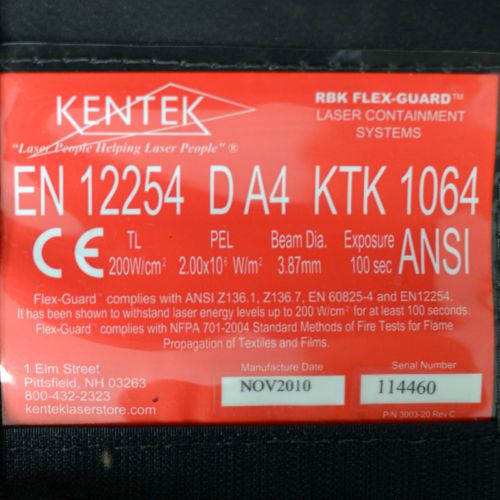 KENTEK
"Laser People Helping Laser People"®
RBK FLEX-GUARD™
LASER CONTAINMENT
SYSTEMS
EN 12254 D A4 KTK 1064
CE
TL
200W/cm²
PEL
2.00x10⁶ W/m²
Beam Dia.
3.87mm
Exposure
100 sec
ANSI
Flex-Guard™ complies with ANSI Z136.1, Z136.7, EN 60825-4 and EN12254.
It has been shown to withstand laser energy levels up to 200 W/cm² for at least 100 seconds.
Flex-Guard™ complies with NFPA 701-2004 Standard Methods of Fire Tests for Flame
Propagation of Textiles and Films.
1 Elm Street
Pittsfield, NH 03263
800-432-2323
kenteklaserstore.com
Manufacture Date
NOV2010
Serial Number
114460
P/N 3003-20 Rev C